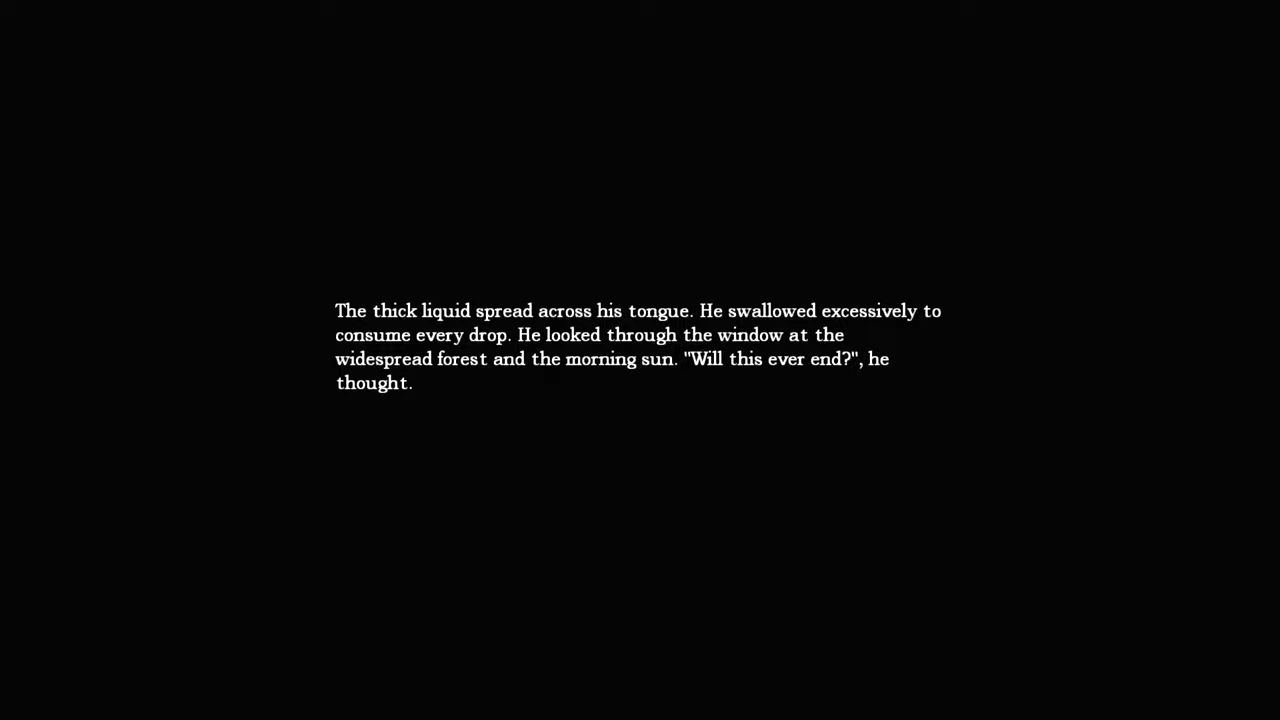 The thick liquid spread across his tongue. He swallowed excessively to
consume every drop. He looked through the window at the
widespread forest and the morning sun. "Will this ever end?", he
thought.